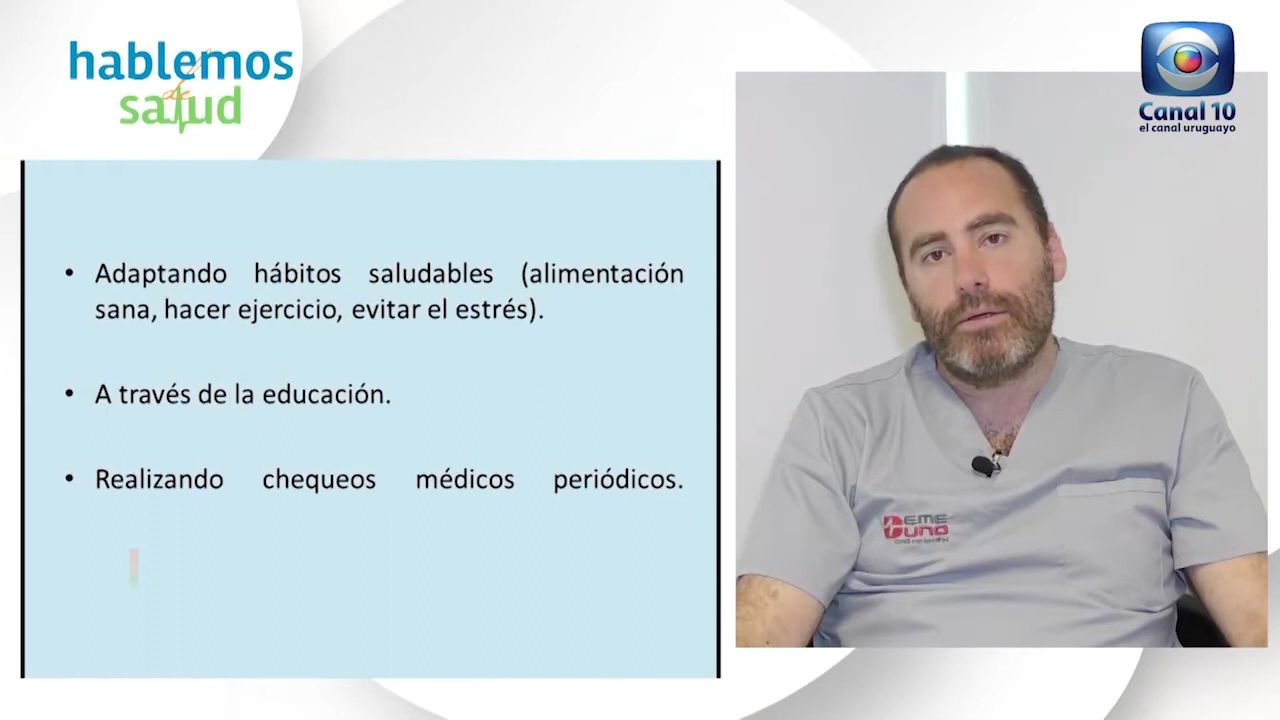 hablemos
de
salud
Canal 10
el canal uruguayo
• Adaptando hábitos saludables (alimentación
sana, hacer ejercicio, evitar el estrés).
• A través de la educación.
• Realizando chequeos médicos periódicos.
EME
UNO